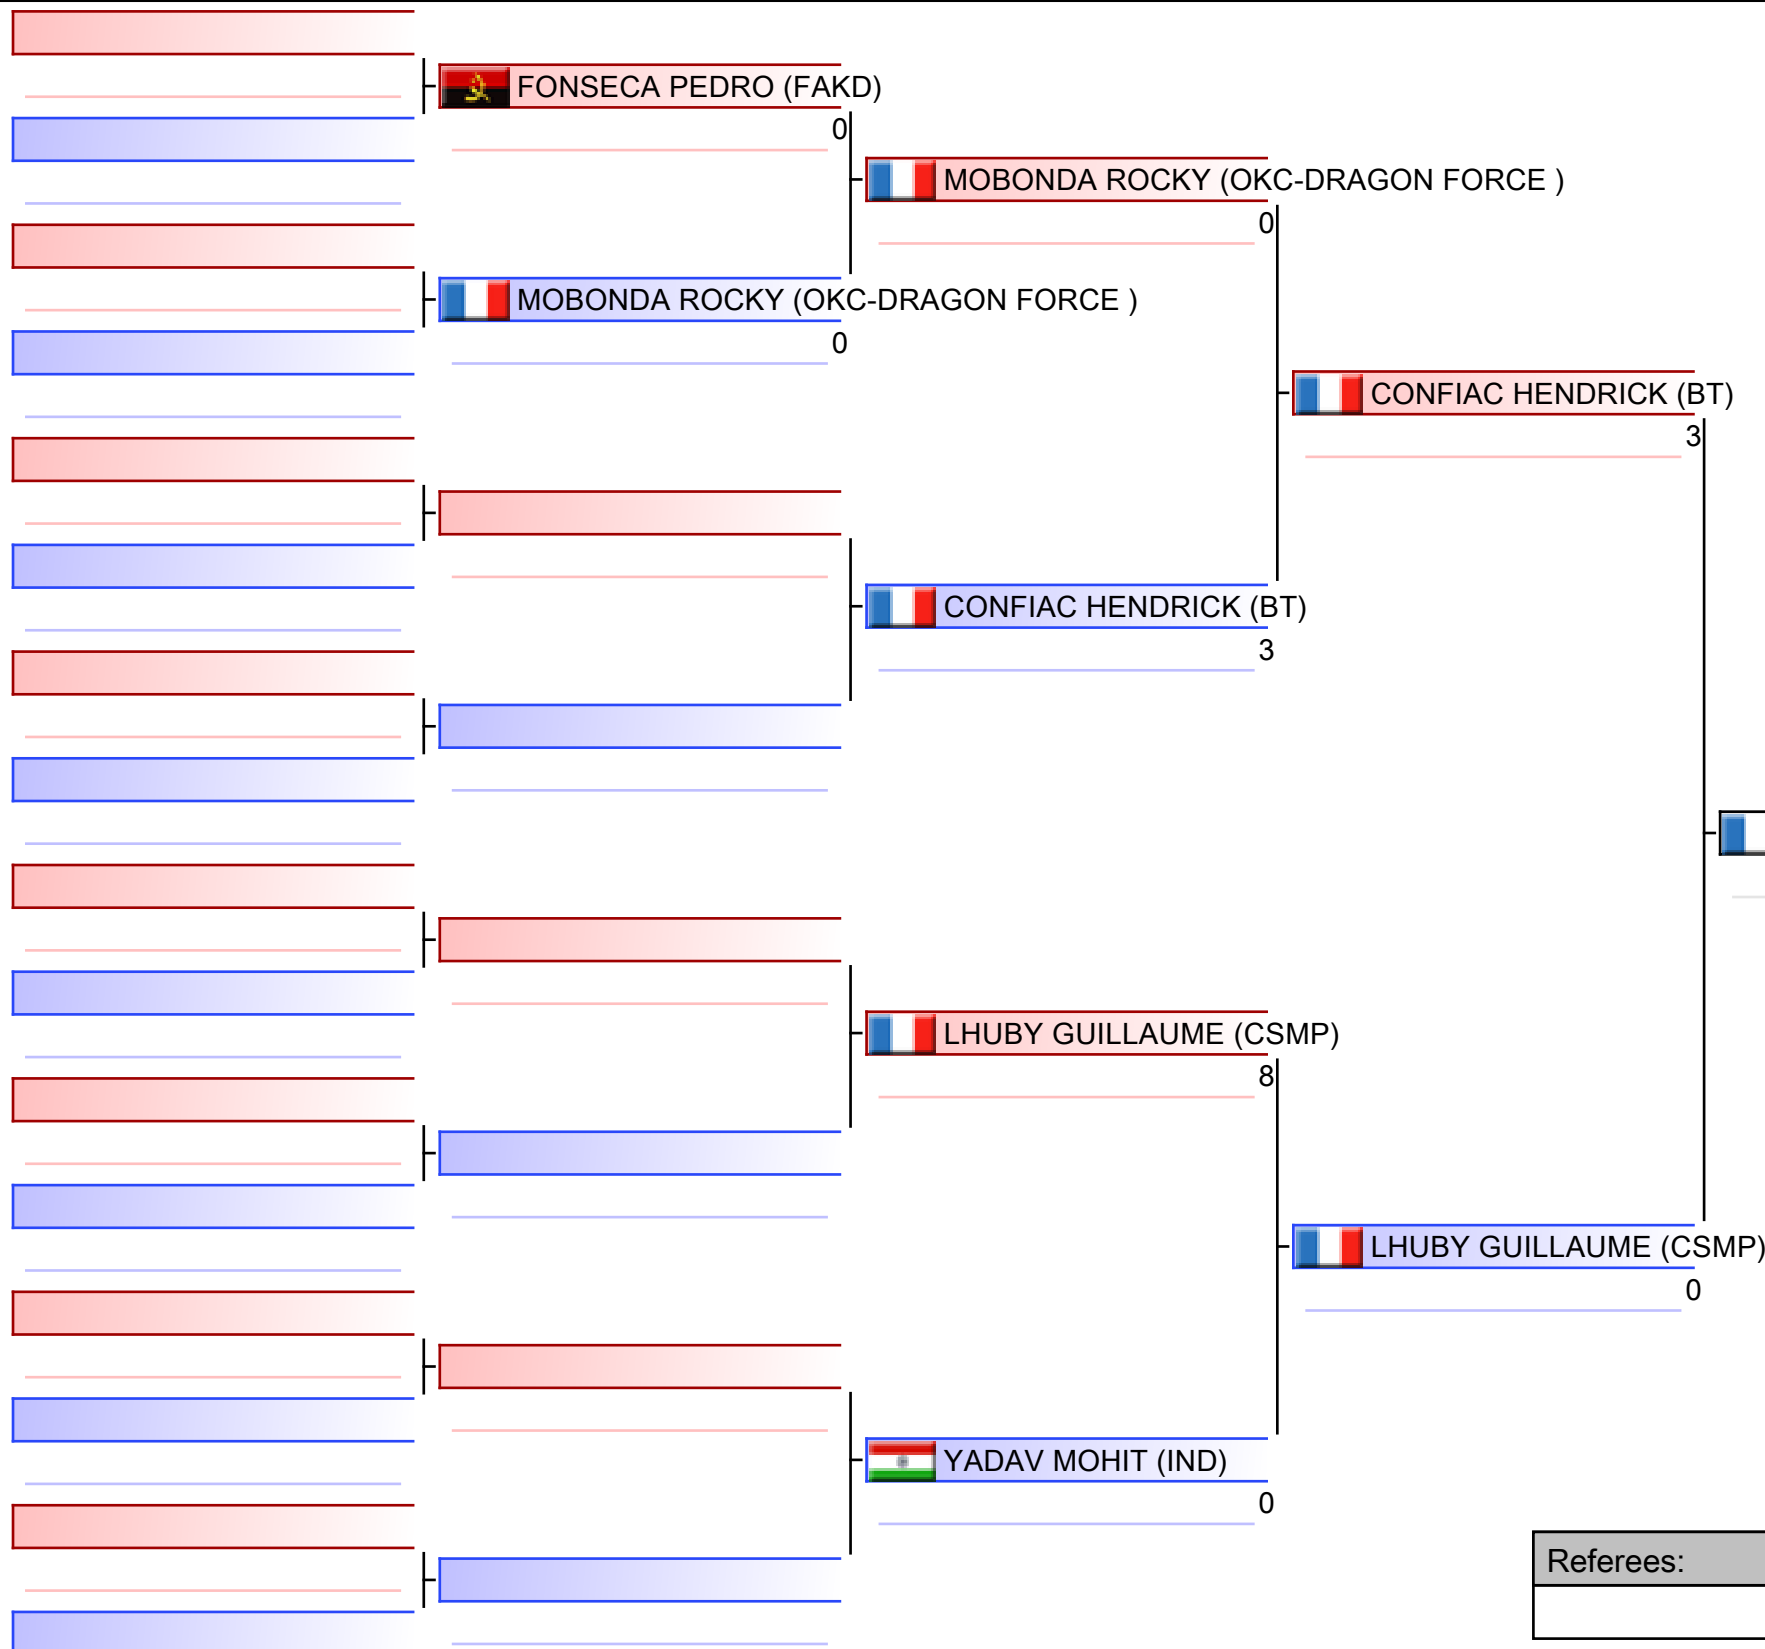 FONSECA PEDRO (FAKD)
0
MOBONDA ROCKY (OKC-DRAGON FORCE )
0
MOBONDA ROCKY (OKC-DRAGON FORCE )
0
CONFIAC HENDRICK (BT)
3
CONFIAC HENDRICK (BT)
3
LHUBY GUILLAUME (CSMP)
8
LHUBY GUILLAUME (CSMP)
0
YADAV MOHIT (IND)
0
Referees: